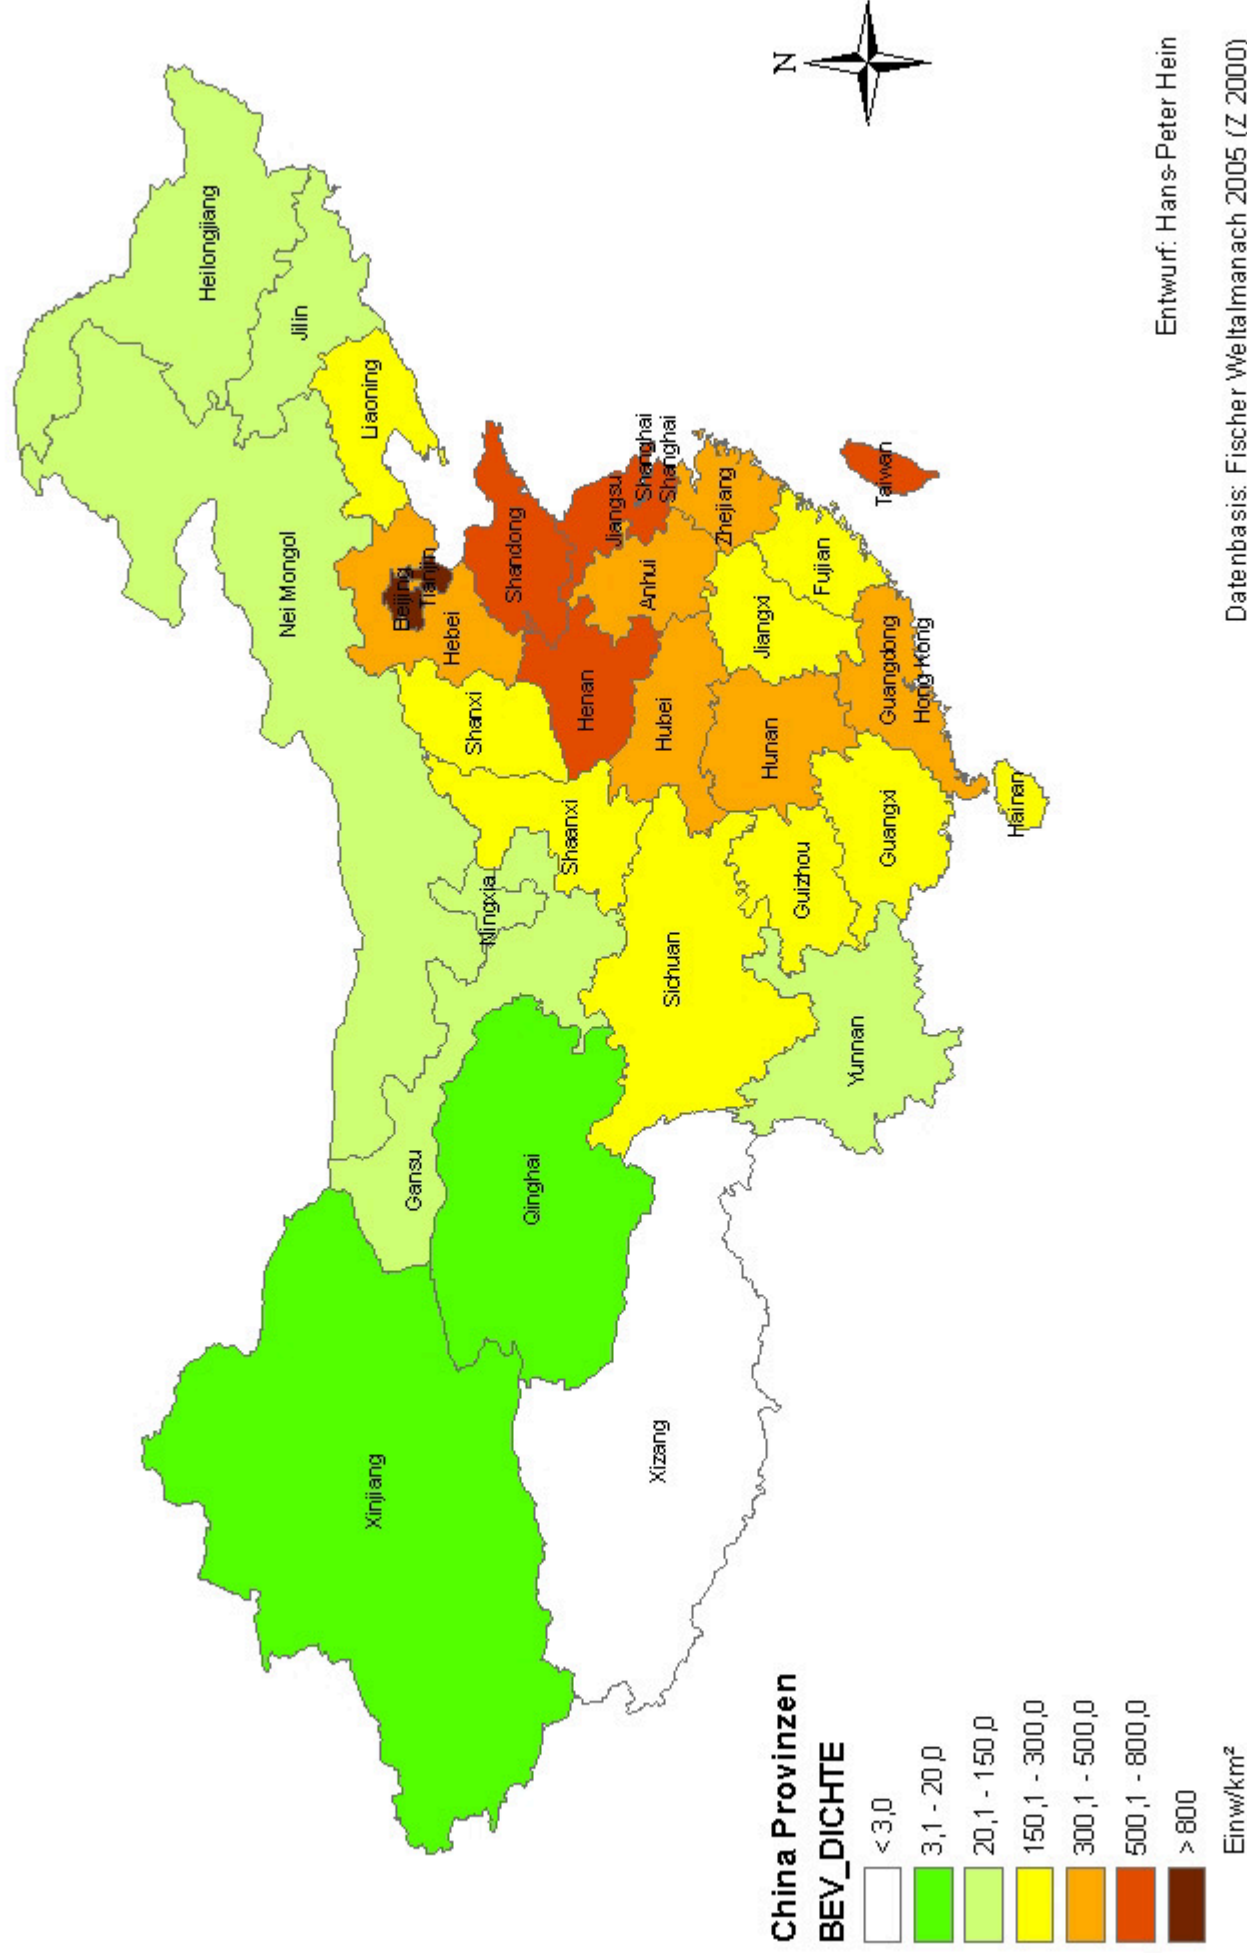 N
Heilongjiang
Jilin
Liaoning
Nei Mongol
Beijing
Tianjin
Hebei
Shandong
Shanxi
Shaanxi
Ningxia
Gansu
Xinjiang
Qinghai
Xizang
Henan
Jiangsu
Shanghai
Shanghai
Anhui
Hubei
Zhejiang
Sichuan
Hunan
Jiangxi
Fujian
Taiwan
Guizhou
Guangxi
Guangdong
Hong Kong
Yunnan
Hainan
China Provinzen
BEV_DICHTE
< 3,0
3,1 - 20,0
20,1 - 150,0
150,1 - 300,0
300,1 - 500,0
500,1 - 800,0
> 800
Einw/km²
Entwurf: Hans-Peter Hein
Datenbasis: Fischer Weltalmanach 2005 (Z 2000)